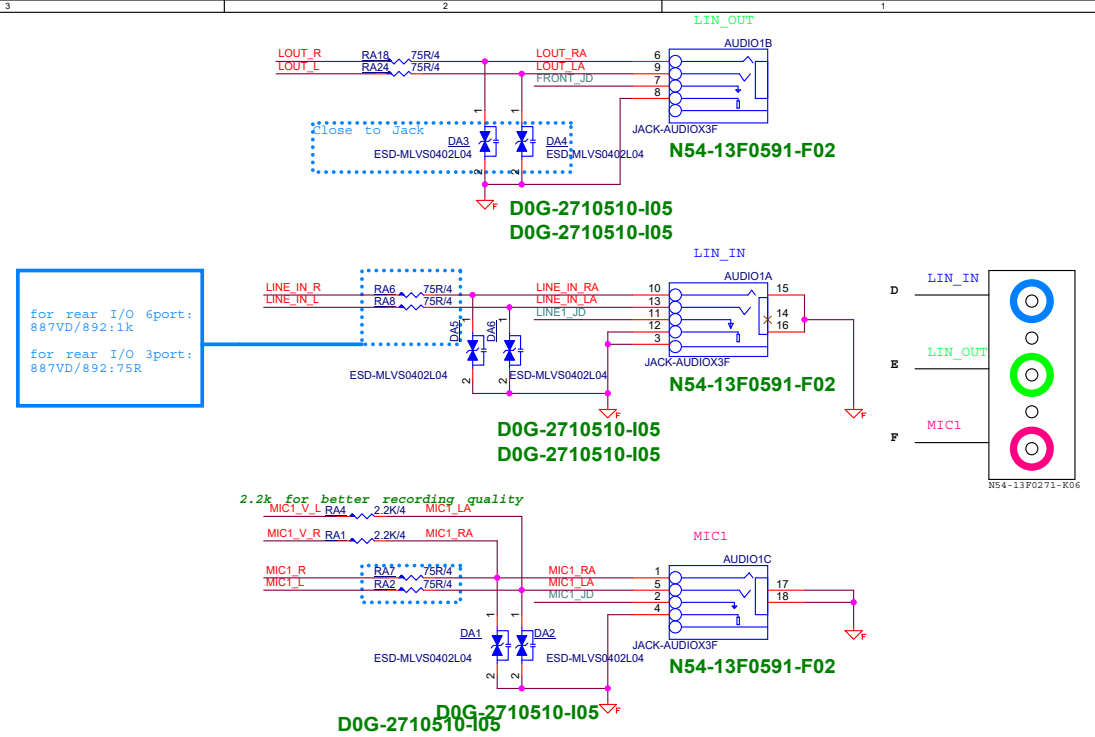 3 2 1
LIN_OUT
AUDIO1B
LOUT_R RA18 75R/4 LOUT_RA 6
LOUT_L RA24 75R/4 LOUT_LA 9
FRONT_JD 7
8
1 1
Close to Jack
JACK-AUDIOX3F
DA3 DA4
ESD-MLVS0402L04 ESD-MLVS0402L04
N54-13F0591-F02
2 2
F
D0G-2710510-I05
D0G-2710510-I05
LIN_IN
AUDIO1A
LINE_IN_R RA6 75R/4 LINE_IN_RA 10 15
LINE_IN_L RA8 75R/4 LINE_IN_LA 13
LINE1_JD 11 14
12 16
3
for rear I/O 6port:
887VD/892:1k
for rear I/O 3port:
887VD/892:75R
DA5 1 DA6 1
JACK-AUDIOX3F
ESD-MLVS0402L04 ESD-MLVS0402L04
2 2
N54-13F0591-F02
F F
D0G-2710510-I05
D0G-2710510-I05
D LIN_IN
E LIN_OUT
F MIC1
N54-13F0271-K06
2.2k for better recording quality
MIC1_V_L RA4 2.2K/4 MIC1_LA
MIC1_V_R RA1 2.2K/4 MIC1_RA
MIC1
AUDIO1C
MIC1_R RA7 75R/4 MIC1_RA 1
MIC1_L RA2 75R/4 MIC1_LA 5 17
MIC1_JD 2 18
4
1 1
DA1 DA2
F
JACK-AUDIOX3F
ESD-MLVS0402L04 ESD-MLVS0402L04
N54-13F0591-F02
2 2
F
D0G-2710510-I05
D0G-2710510-I05